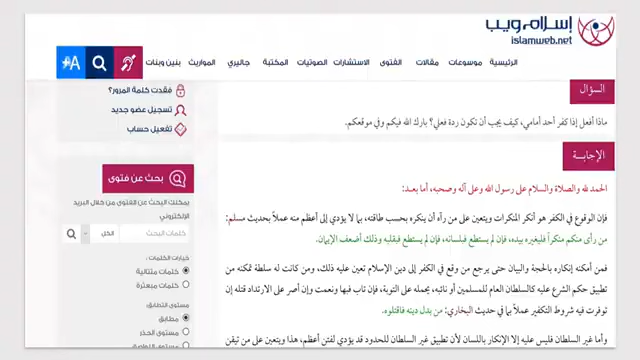 إسلام ويب
islamweb.net
الرئيسية موسوعات مقالات الفتوى الاستشارات الصوتيات المكتبة جاليري المواريث بنين وبنات
فقدت كلمة المرور؟
تسجيل عضو جديد
تفعيل حساب
بحث عن فتوى
يمكنك البحث عن الفتوى من خلال البريد
الإلكتروني
كلمات البحث الكل
خيارات الكلمات :
كلمات متتالية
كلمات مبعثرة
مستوى التطابق
مطابق
مستوى الجذر
السؤال
ماذا أفعل إذا كفر أحد أمامي، كيف يجب أن تكون ردة فعلي؟ بارك الله فيكم وفي موقعكم.
الإجابــة
الحمد لله والصلاة والسلام على رسول الله وعلى آله وصحبه، أما بعـد:
فإن الوقوع في الكفر هو أنكر المنكرات ويتعين على من رآه أن ينكره بحسب طاقته، بما لا يؤدي إلى أعظم منه عملاً بحديث مسلم:
من رأى منكم منكراً فليغيره بيده، فإن لم يستطع فبلسانه، فإن لم يستطع فبقلبه وذلك أضعف الإيمان.
فمن أمكنه إنكاره بالحجة والبيان حتى يرجع من وقع في الكفر إلى دين الإسلام تعين عليه ذلك، ومن كانت له سلطة تمكنه من
تطبيق حكم الشرع عليه كالسلطان العام للمسلمين أو نائبه، يحمله على التوبة، فإن تاب فبها ونعمت وإن أصر على الارتداد قتله إن
توفرت فيه شروط التكفير عملاً بما في حديث البخاري: من بدل دينه فاقتلوه.
وأما غير السلطان فليس عليه إلا الإنكار باللسان لأن تطبيق غير السلطان للحدود قد يؤدي لفتن أعظم، هذا ويتعين على من تيقن